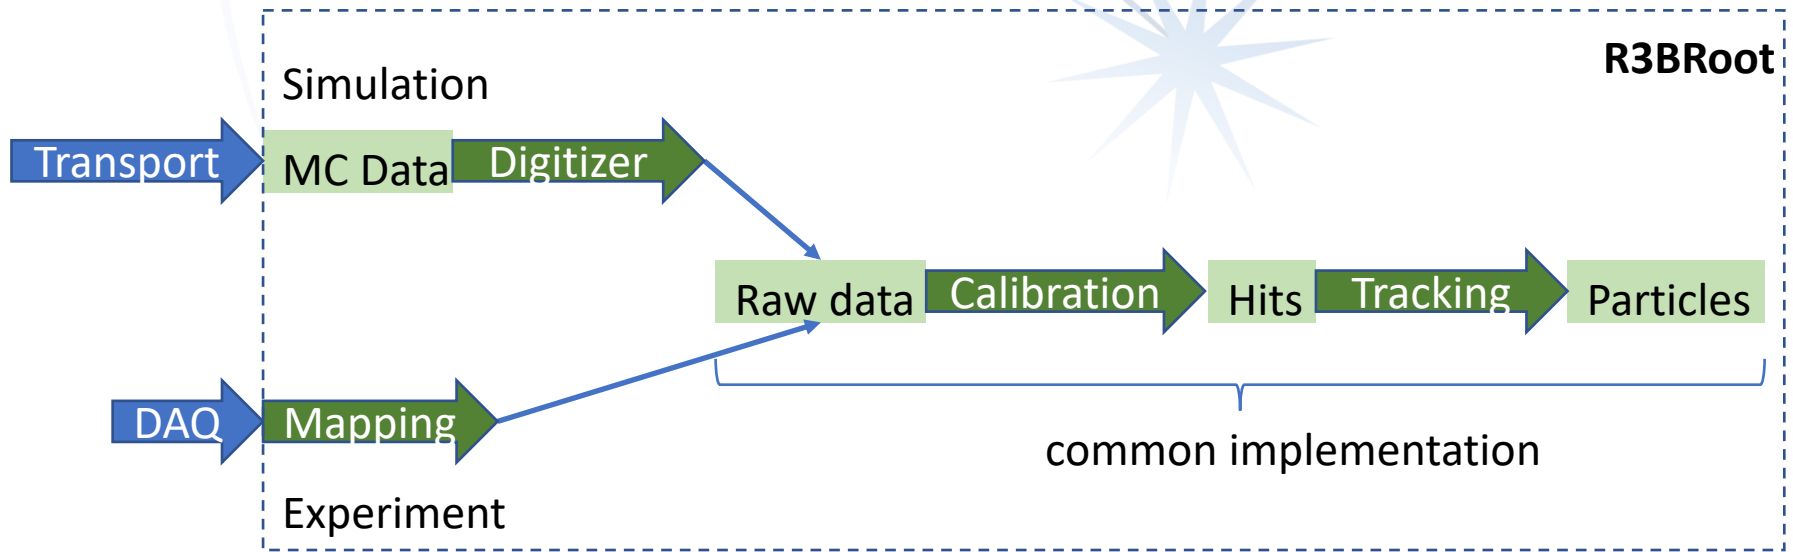 R3BRoot
Simulation
Transport
MC Data
Digitizer
Raw data
Calibration
Hits
Tracking
Particles
DAQ
Mapping
common implementation
Experiment